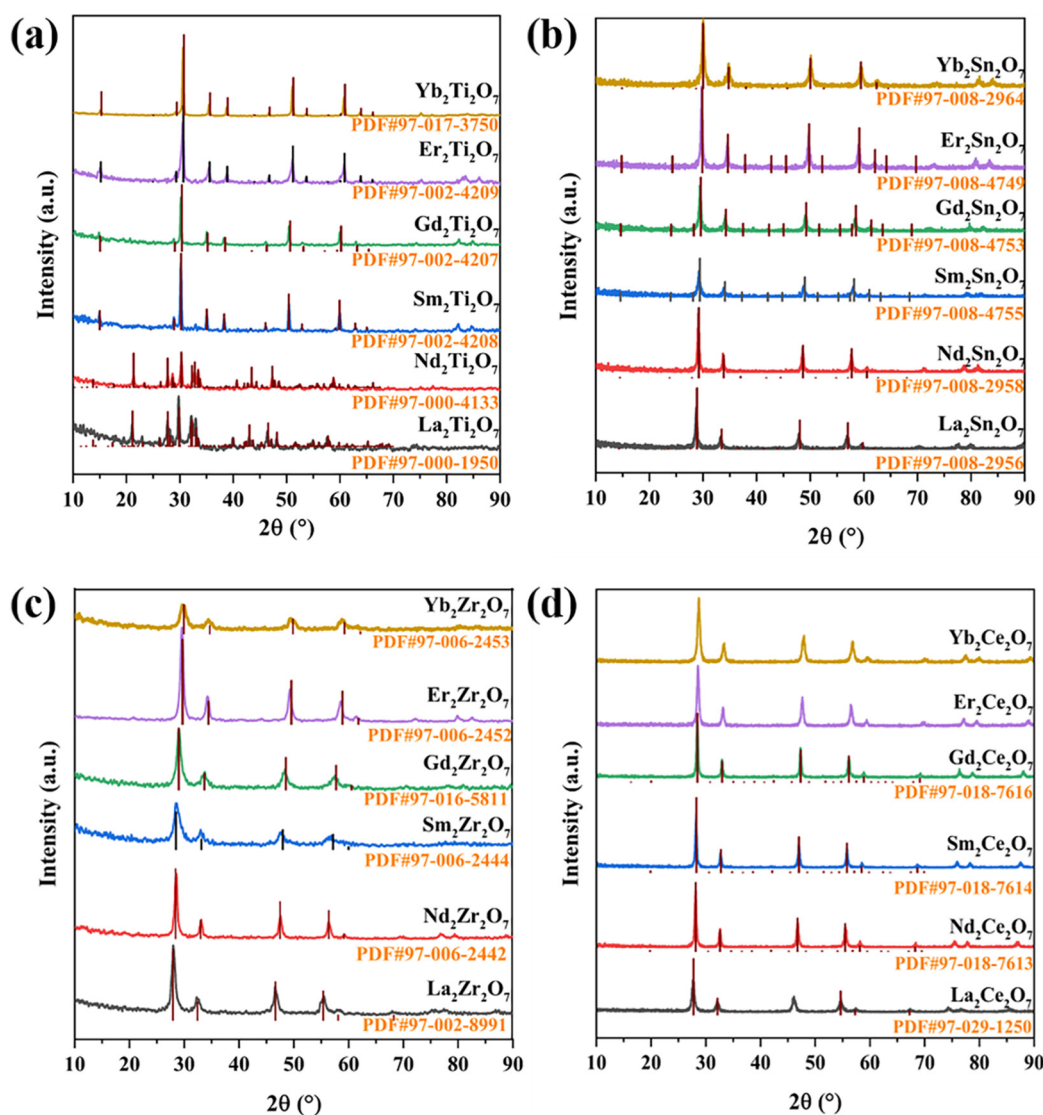 (a)
Intensity (a.u.)
Yb₂Ti₂O₇
PDF#97-017-3750
Er₂Ti₂O₇
PDF#97-002-4209
Gd₂Ti₂O₇
PDF#97-002-4207
Sm₂Ti₂O₇
PDF#97-002-4208
Nd₂Ti₂O₇
PDF#97-000-4133
La₂Ti₂O₇
PDF#97-000-1950
10 20 30 40 50 60 70 80 90
2θ (°)
(b)
Intensity (a.u.)
Yb₂Sn₂O₇
PDF#97-008-2964
Er₂Sn₂O₇
PDF#97-008-4749
Gd₂Sn₂O₇
PDF#97-008-4753
Sm₂Sn₂O₇
PDF#97-008-4755
Nd₂Sn₂O₇
PDF#97-008-2958
La₂Sn₂O₇
PDF#97-008-2956
10 20 30 40 50 60 70 80 90
2θ (°)
(c)
Intensity (a.u.)
Yb₂Zr₂O₇
PDF#97-006-2453
Er₂Zr₂O₇
PDF#97-006-2452
Gd₂Zr₂O₇
PDF#97-016-5811
Sm₂Zr₂O₇
PDF#97-006-2444
Nd₂Zr₂O₇
PDF#97-006-2442
La₂Zr₂O₇
PDF#97-002-8991
10 20 30 40 50 60 70 80 90
2θ (°)
(d)
Intensity (a.u.)
Yb₂Ce₂O₇
Er₂Ce₂O₇
Gd₂Ce₂O₇
PDF#97-018-7616
Sm₂Ce₂O₇
PDF#97-018-7614
Nd₂Ce₂O₇
PDF#97-018-7613
La₂Ce₂O₇
PDF#97-029-1250
10 20 30 40 50 60 70 80 90
2θ (°)